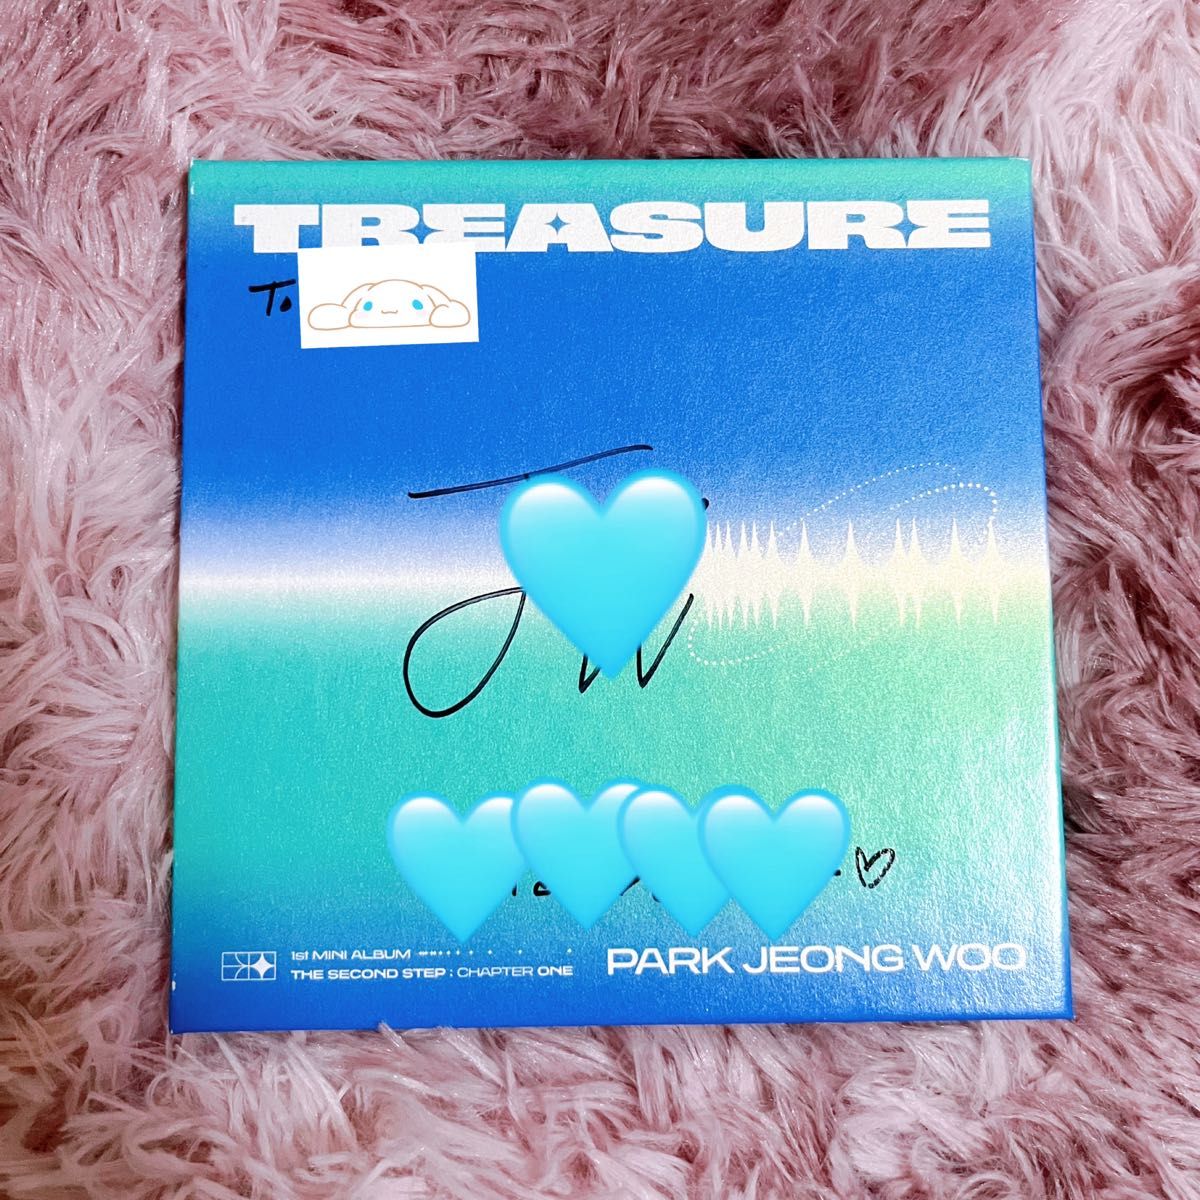 TREASURE
To
1st MINI ALBUM
THE SECOND STEP : CHAPTER ONE
PARK JEONG WOO